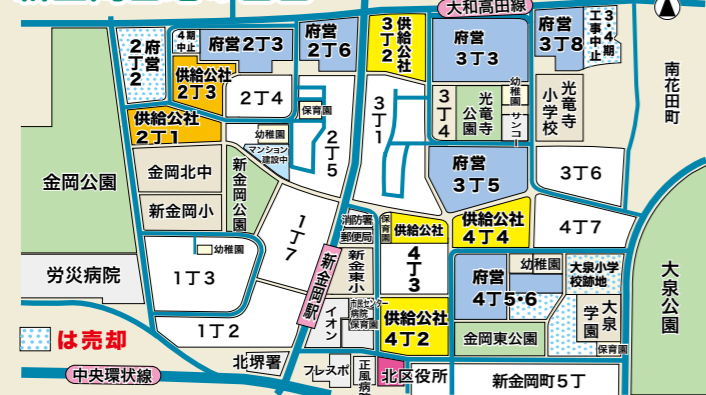 大和高田線
府営
2丁2
4期
中止
府営2丁3
府営
2丁6
供給公社
3丁2
府営
3丁3
府営
3丁8
3・4期
工事中止
供給公社
2丁3
2丁4
保育園
3丁1
3丁4
光竜寺
公園
幼稚園
サンコー
光竜寺
小学校
南花田町
供給公社
2丁1
幼稚園
マンション
建設中
2丁5
府営
3丁5
3丁6
金岡公園
金岡北中
新金岡小
新金岡公園
1丁7
消防署
郵便局
保育園
供給公社
供給公社
4丁4
4丁7
幼稚園
1丁3
新金岡駅
新金東小
4丁3
府営
4丁5・6
幼稚園
大泉小学
校跡地
大泉公園
労災病院
1丁2
イオン
市民センター
病院
保育園
供給公社
4丁2
金岡東公園
大泉
学園
保育園
は売却
北堺署
フレスポ
正風病院
北区役所
新金岡町5丁
中央環状線